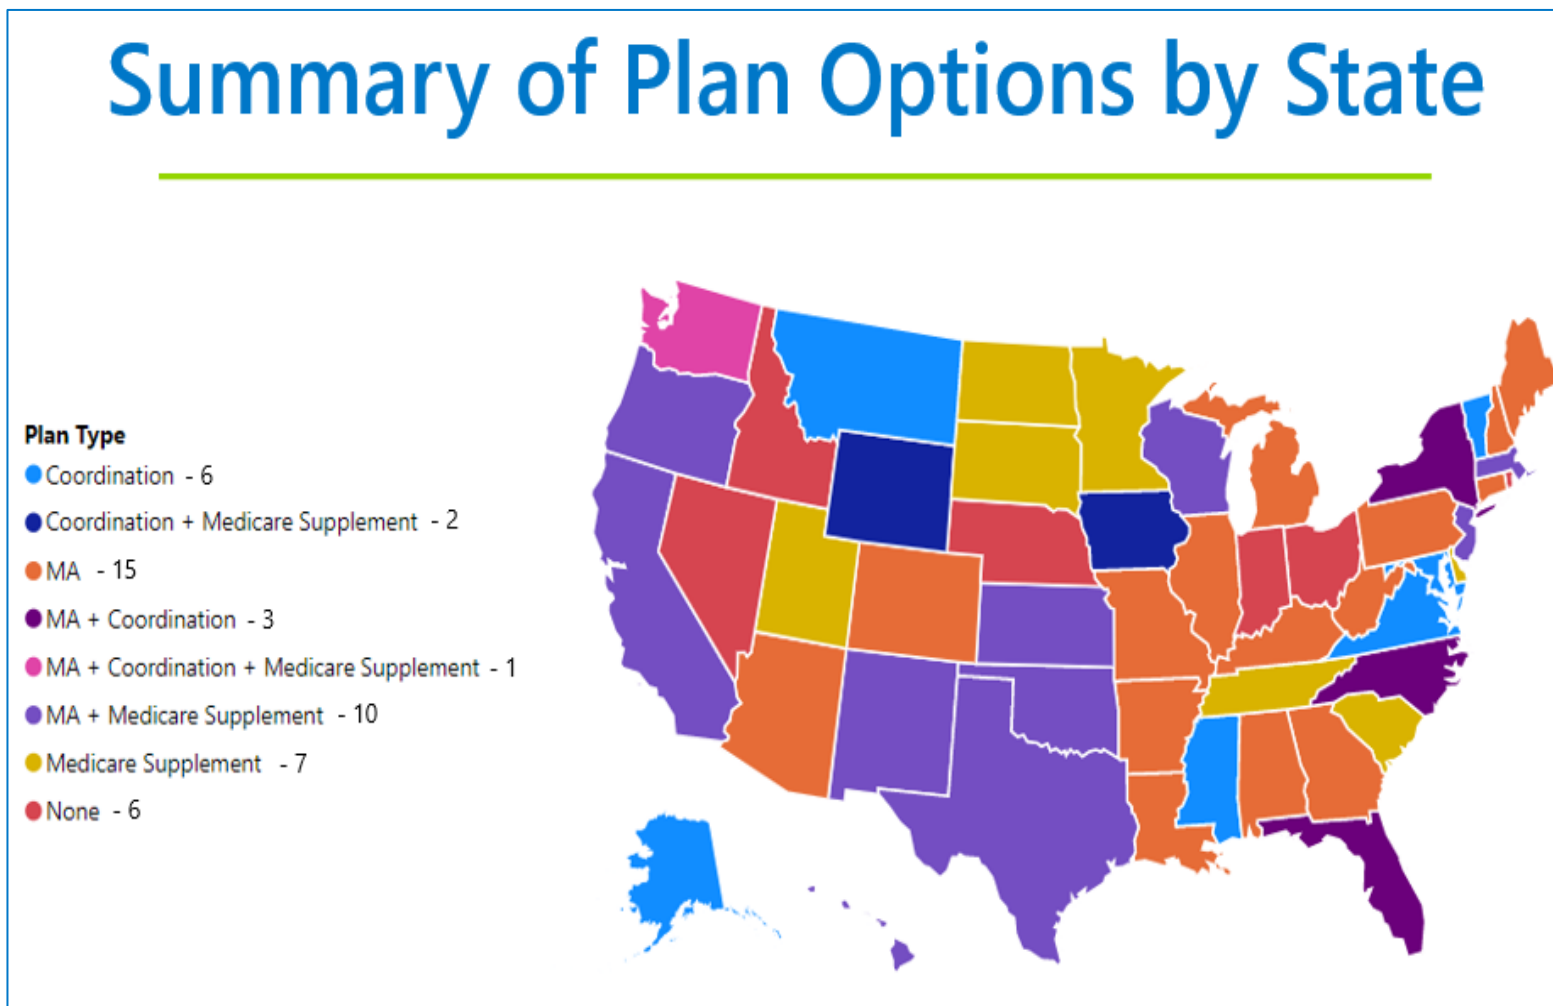 Summary of Plan Options by State
Plan Type
Coordination - 6
Coordination + Medicare Supplement - 2
MA - 15
MA + Coordination - 3
MA + Coordination + Medicare Supplement - 1
MA + Medicare Supplement - 10
Medicare Supplement - 7
None - 6